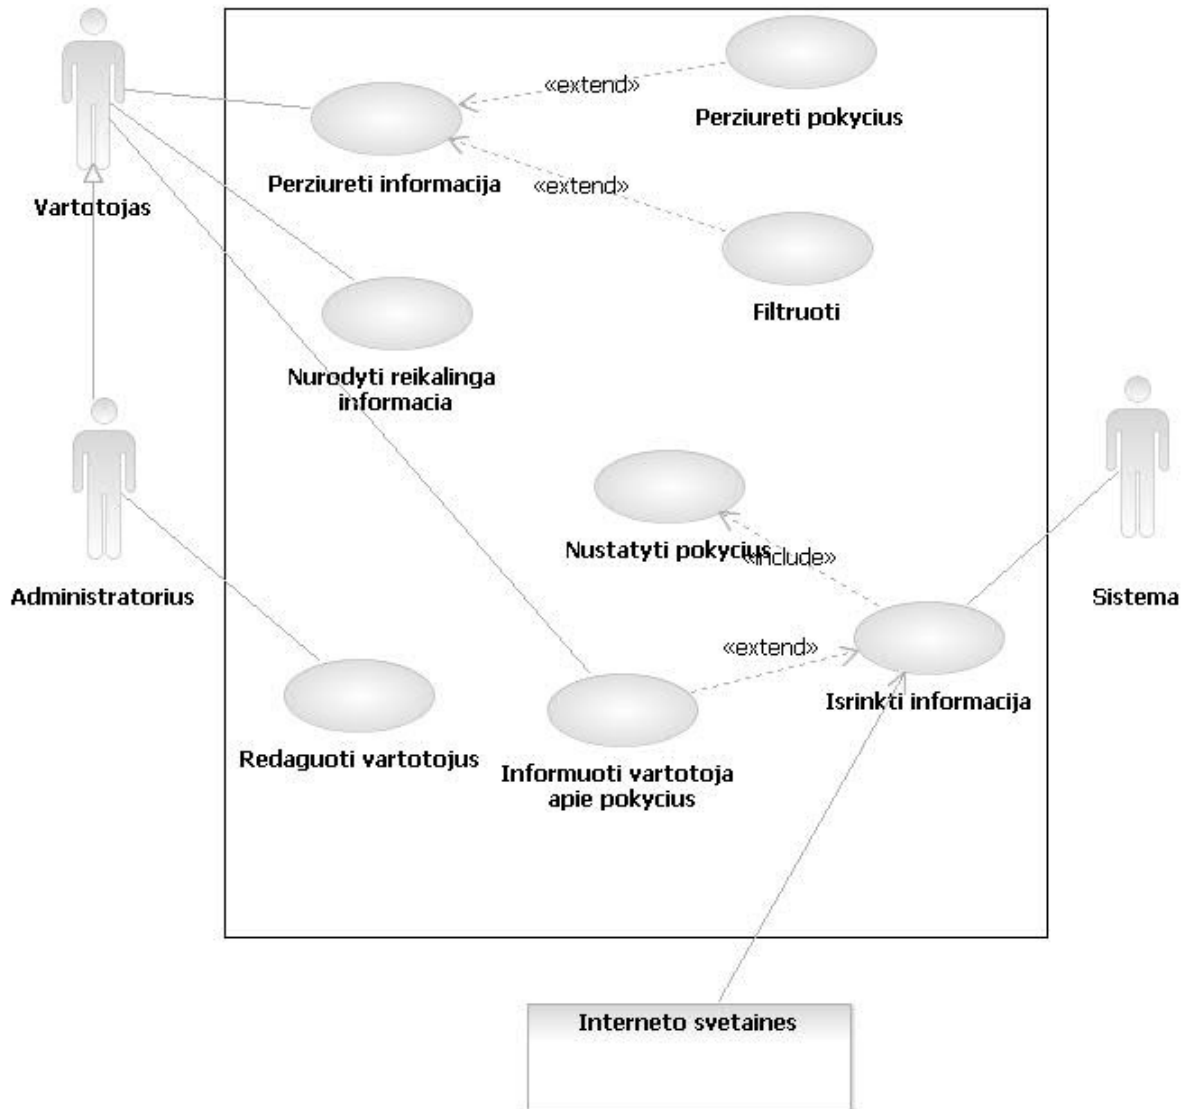 «extend»
Perziureti pokycius
Perziureti informacija
«extend»
Vartotojas
Filtruoti
Nurodyti reikalinga
informacia
Nustatyti pokycius
«include»
Administratorius
Sistema
«extend»
Isrinkti informacija
Redaguoti vartotojus
Informuoti vartotoja
apie pokycius
Interneto svetaines